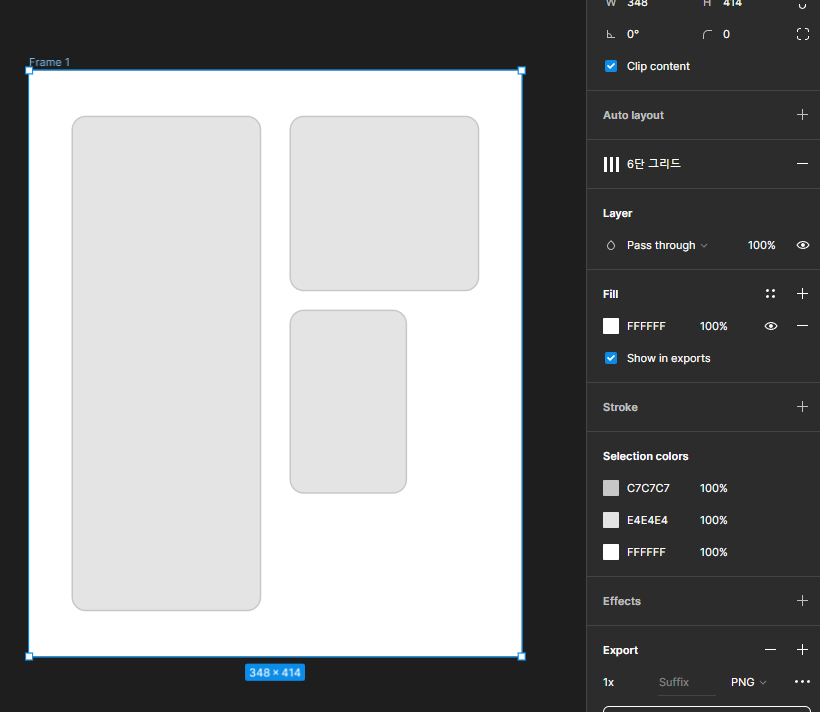 W 348 H 414
0° 0
Clip content
Frame 1
Auto layout
6단 그리드
Layer
Pass through 100%
Fill
FFFFFF 100%
Show in exports
Stroke
Selection colors
C7C7C7 100%
E4E4E4 100%
FFFFFF 100%
Effects
Export
1x Suffix PNG
348 × 414